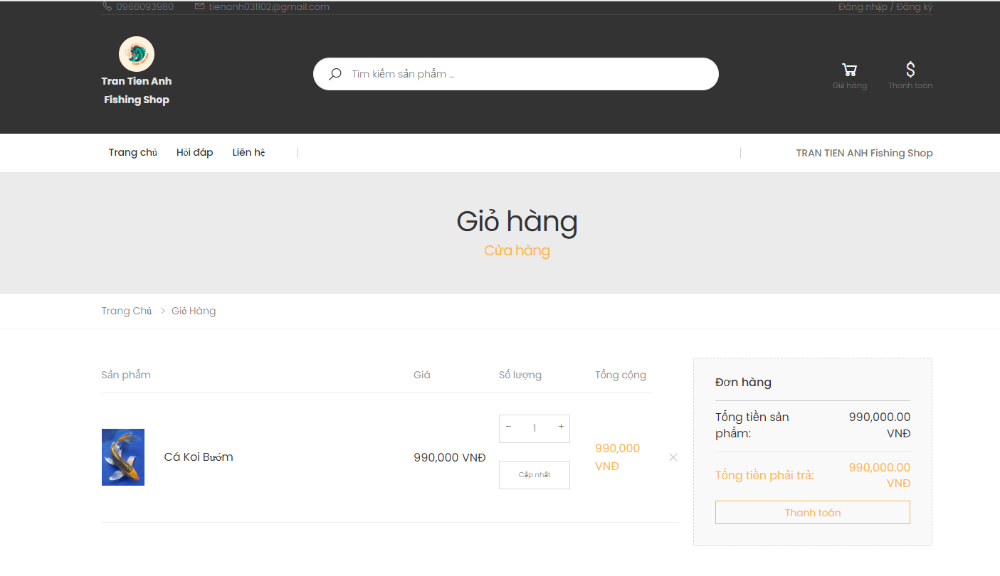 0966093980 tienanh031102@gmail.com Đăng nhập / Đăng ký
Tran Tien Anh
Fishing Shop
Tìm kiếm sản phẩm ...
Giỏ hàng Thanh toán
Trang chủ Hỏi đáp Liên hệ TRAN TIEN ANH Fishing Shop
Giỏ hàng
Cửa hàng
Trang Chủ > Giỏ Hàng
Sản phẩm Giá Số lượng Tổng cộng
Cá Koi Bướm 990,000 VNĐ
− 1 +
Cập nhật
990,000
VNĐ
Đơn hàng
Tổng tiền sản
phẩm:
990,000.00
VNĐ
Tổng tiền phải trả:
990,000.00
VNĐ
Thanh toán